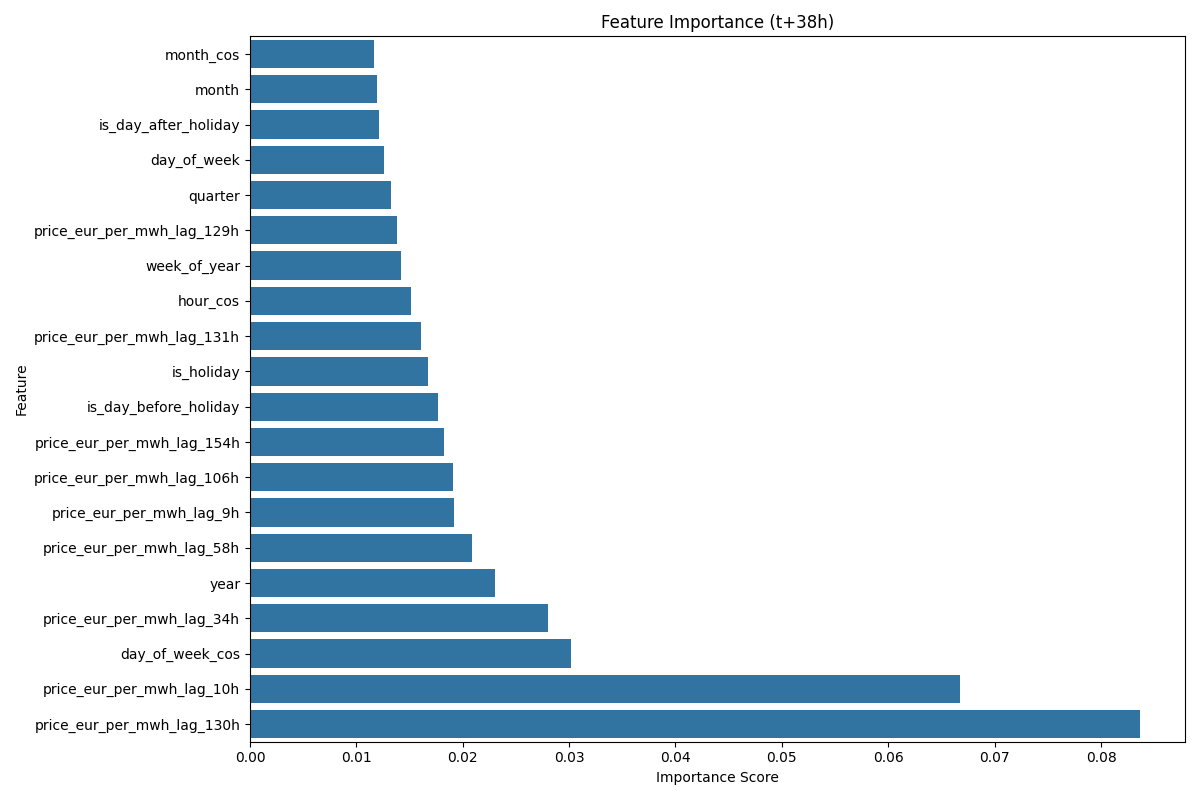 Feature Importance (t+38h)
month_cos
month
is_day_after_holiday
day_of_week
quarter
price_eur_per_mwh_lag_129h
week_of_year
hour_cos
price_eur_per_mwh_lag_131h
is_holiday
is_day_before_holiday
price_eur_per_mwh_lag_154h
price_eur_per_mwh_lag_106h
price_eur_per_mwh_lag_9h
price_eur_per_mwh_lag_58h
year
price_eur_per_mwh_lag_34h
day_of_week_cos
price_eur_per_mwh_lag_10h
price_eur_per_mwh_lag_130h
Feature
0.00 0.01 0.02 0.03 0.04 0.05 0.06 0.07 0.08
Importance Score